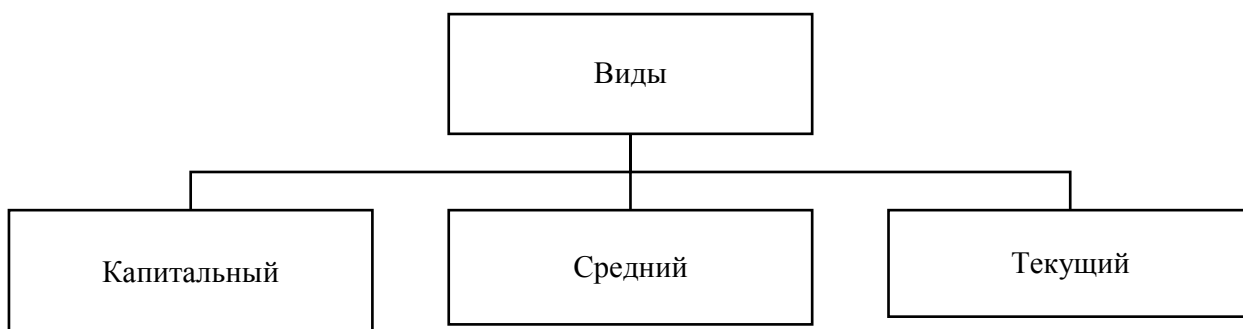 Виды
Капитальный
Средний
Текущий